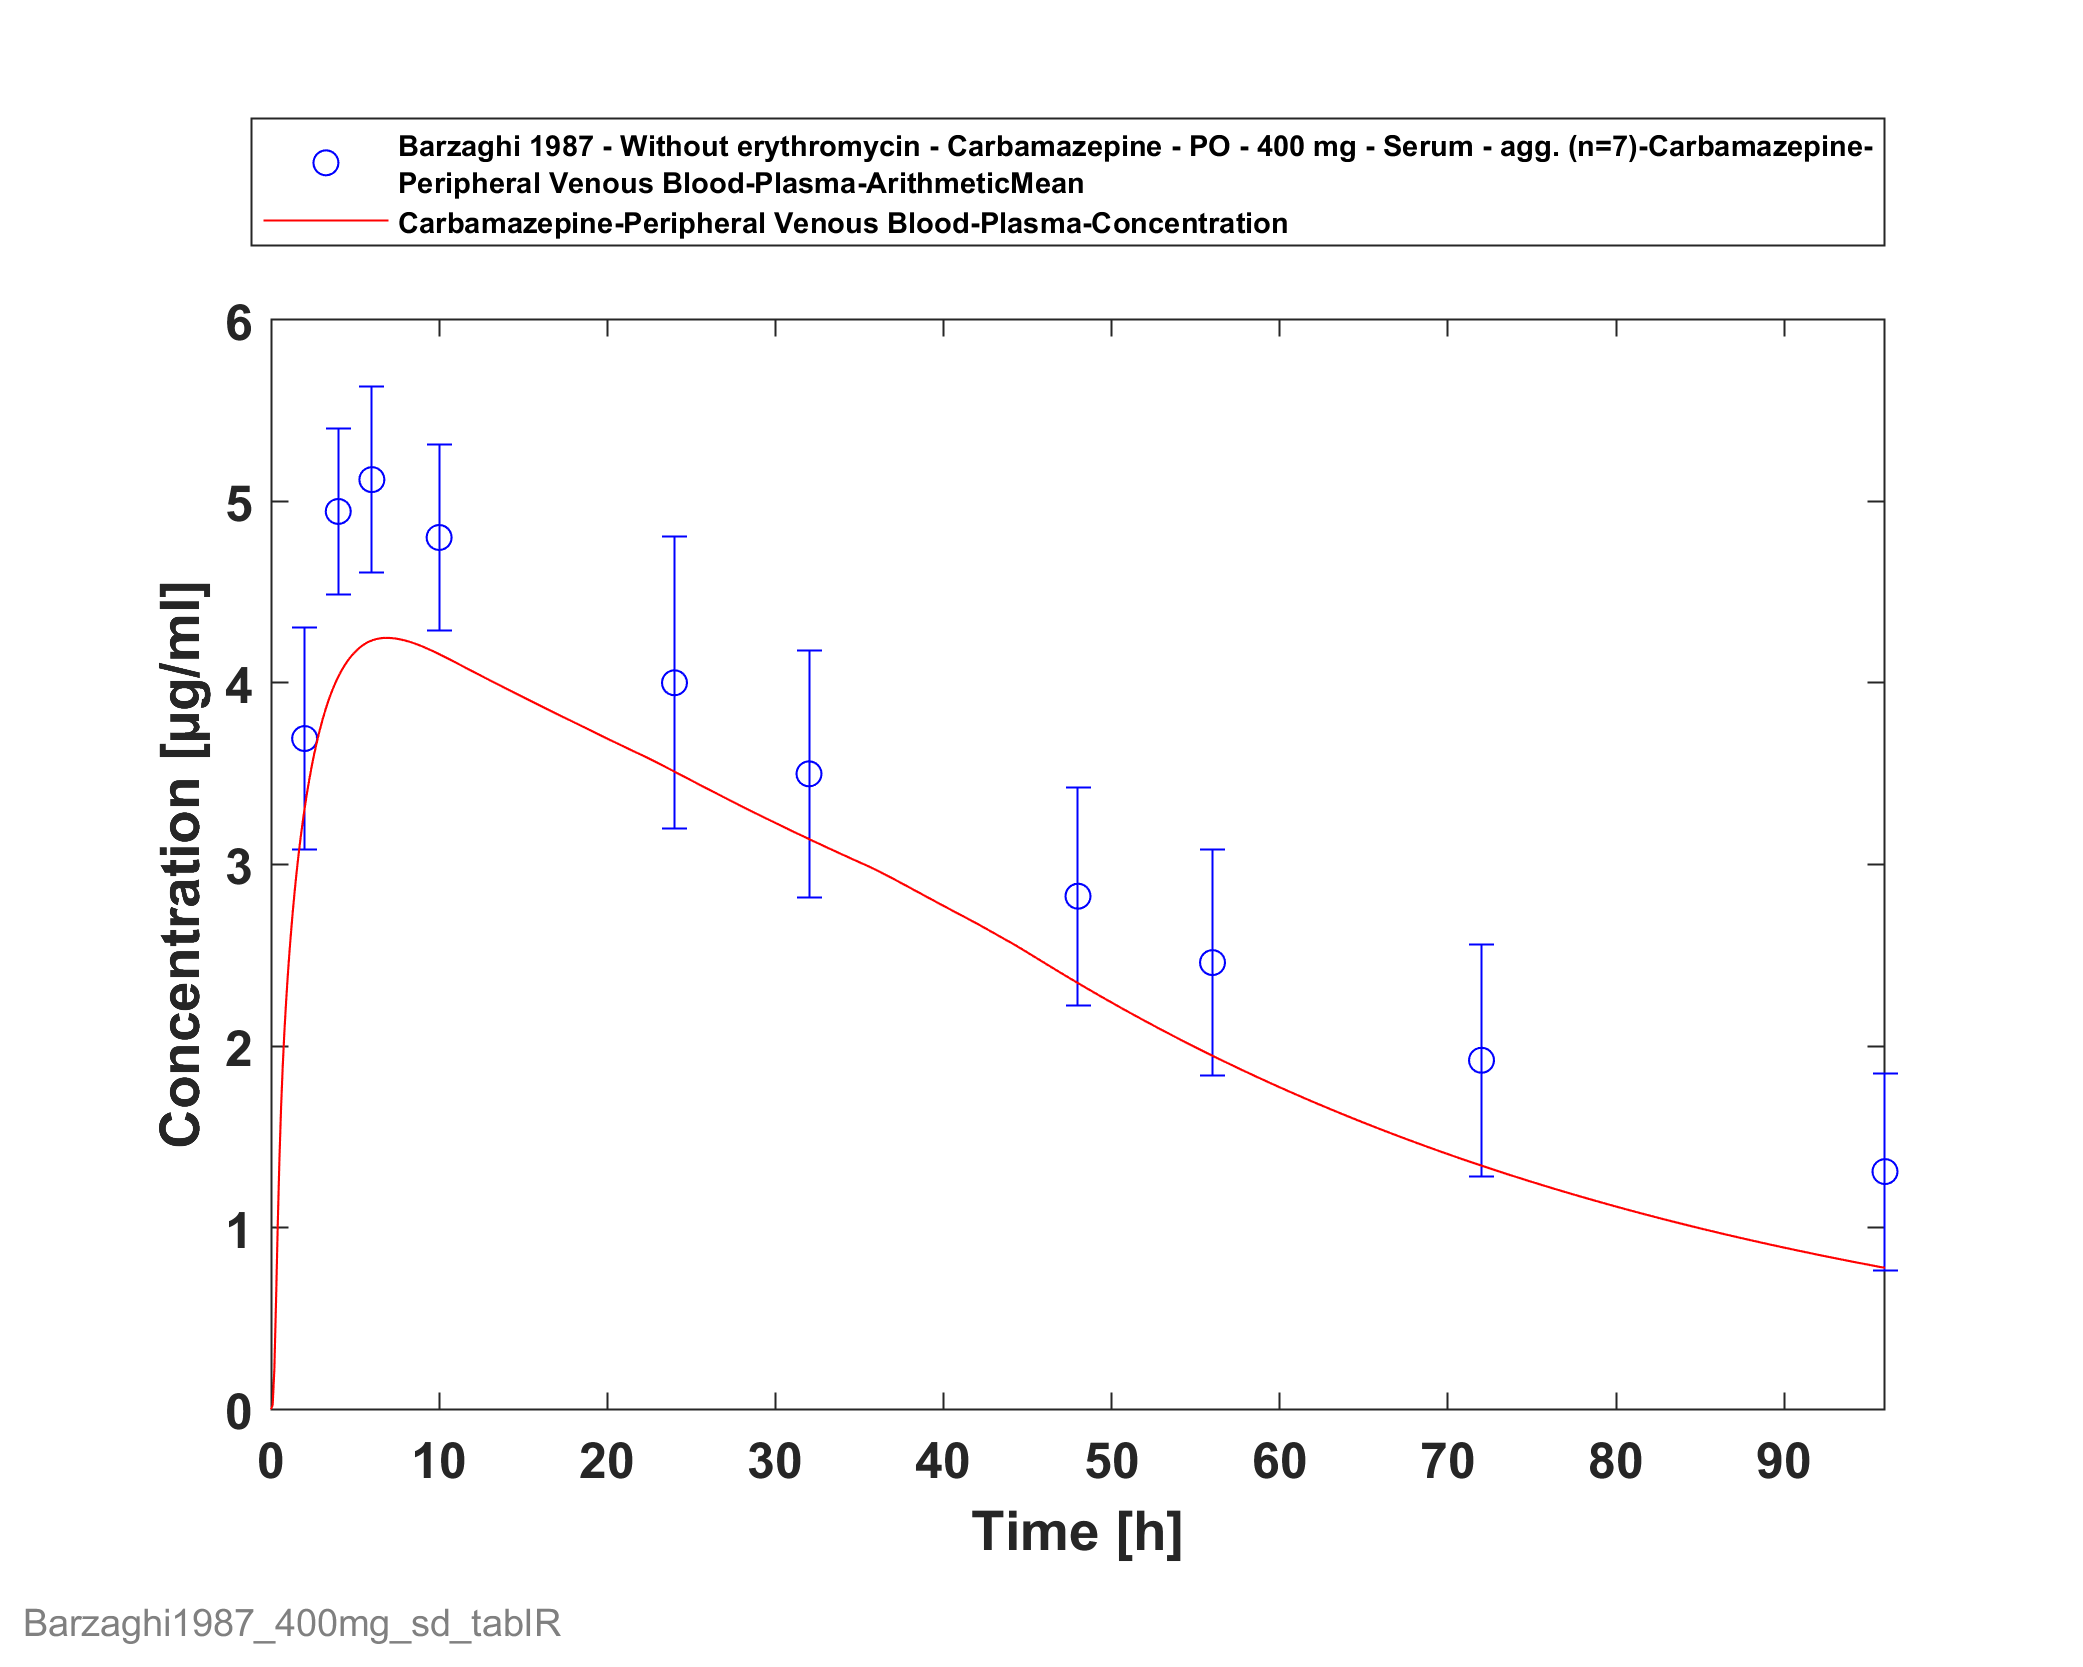 Barzaghi 1987 - Without erythromycin - Carbamazepine - PO - 400 mg - Serum - agg. (n=7)-Carbamazepine-
Peripheral Venous Blood-Plasma-ArithmeticMean
Carbamazepine-Peripheral Venous Blood-Plasma-Concentration
6
5
4
3
2
1
0
Concentration [µg/ml]
0 10 20 30 40 50 60 70 80 90
Time [h]
Barzaghi1987_400mg_sd_tabIR